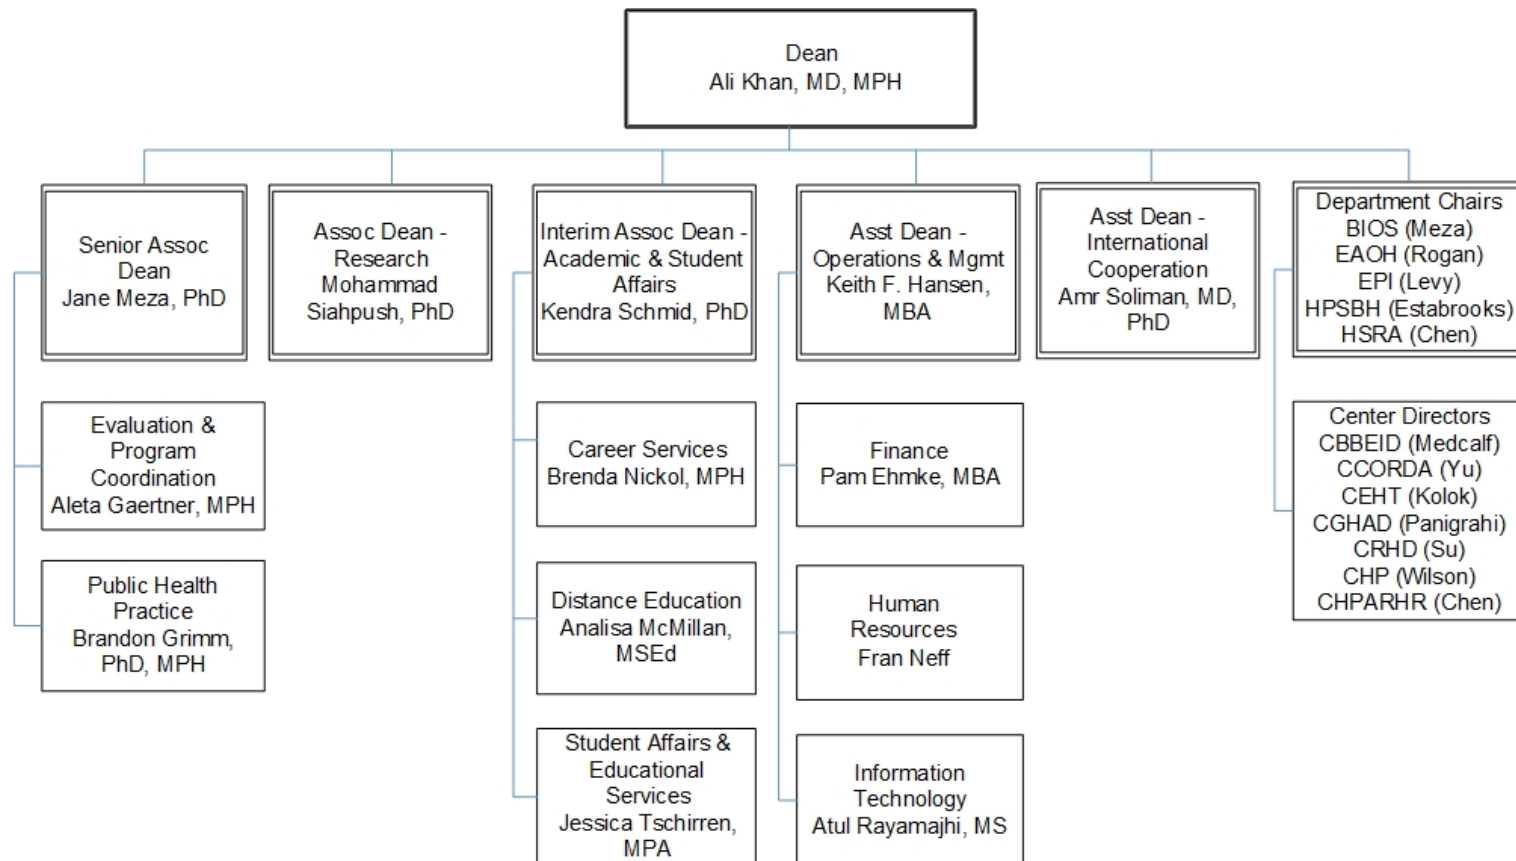 Dean
Ali Khan, MD, MPH
Senior Assoc
Dean
Jane Meza, PhD
Assoc Dean -
Research
Mohammad
Siahpush, PhD
Interim Assoc Dean -
Academic & Student
Affairs
Kendra Schmid, PhD
Asst Dean -
Operations & Mgmt
Keith F. Hansen,
MBA
Asst Dean -
International
Cooperation
Amr Soliman, MD,
PhD
Department Chairs
BIOS (Meza)
EAOH (Rogan)
EPI (Levy)
HPSBH (Estabrooks)
HSRA (Chen)
Evaluation &
Program
Coordination
Aleta Gaertner, MPH
Career Services
Brenda Nickol, MPH
Finance
Pam Ehmke, MBA
Center Directors
CBBEID (Medcalf)
CCORDA (Yu)
CEHT (Kolok)
CGHAD (Panigrahi)
CRHD (Su)
CHP (Wilson)
CHPARHR (Chen)
Public Health
Practice
Brandon Grimm,
PhD, MPH
Distance Education
Analisa McMillan,
MSEd
Human
Resources
Fran Neff
Student Affairs &
Educational
Services
Jessica Tschirren,
MPA
Information
Technology
Atul Rayamajhi, MS